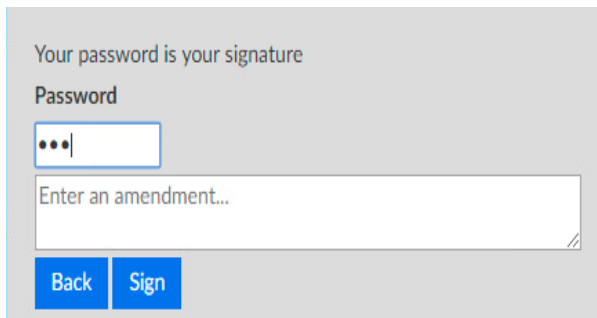 Your password is your signature
Password
•••
Enter an amendment...
Back Sign